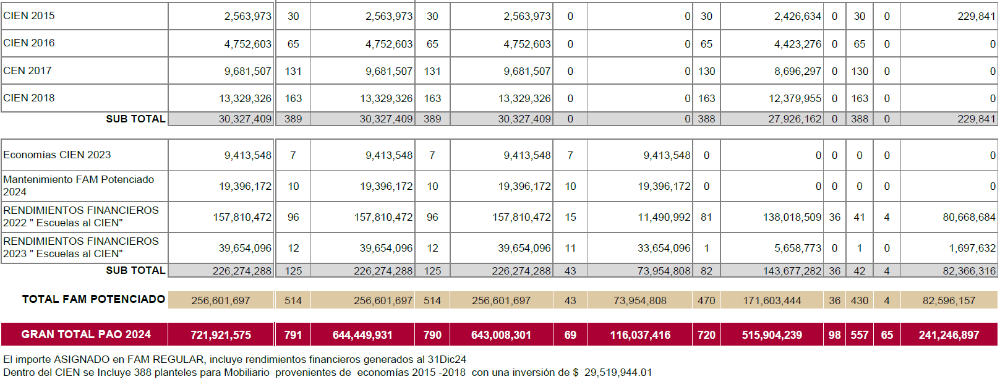 CIEN 2015 2,563,973 30 2,563,973 30 2,563,973 0 0 30 2,426,634 0 30 0 229,841
CIEN 2016 4,752,603 65 4,752,603 65 4,752,603 0 0 65 4,423,276 0 65 0 0
CEN 2017 9,681,507 131 9,681,507 131 9,681,507 0 0 130 8,696,297 0 130 0 0
CIEN 2018 13,329,326 163 13,329,326 163 13,329,326 0 0 163 12,379,955 0 163 0 0
SUB TOTAL 30,327,409 389 30,327,409 389 30,327,409 0 0 388 27,926,162 0 388 0 229,841
Economías CIEN 2023 9,413,548 7 9,413,548 7 9,413,548 7 9,413,548 0 0 0 0 0 0
Mantenimiento FAM Potenciado
2024 19,396,172 10 19,396,172 10 19,396,172 10 19,396,172 0 0 0 0 0 0
RENDIMIENTOS FINANCIEROS
2022 " Escuelas al CIEN" 157,810,472 96 157,810,472 96 157,810,472 15 11,490,992 81 138,018,509 36 41 4 80,668,684
RENDIMIENTOS FINANCIEROS
2023 " Escuelas al CIEN" 39,654,096 12 39,654,096 12 39,654,096 11 33,654,096 1 5,658,773 0 1 0 1,697,632
SUB TOTAL 226,274,288 125 226,274,288 125 226,274,288 43 73,954,808 82 143,677,282 36 42 4 82,366,316
TOTAL FAM POTENCIADO 256,601,697 514 256,601,697 514 256,601,697 43 73,954,808 470 171,603,444 36 430 4 82,596,157
GRAN TOTAL PAO 2024 721,921,575 791 644,449,931 790 643,008,301 69 116,037,416 720 515,904,239 98 557 65 241,246,897
El importe ASIGNADO en FAM REGULAR, incluye rendimientos financieros generados al 31Dic24
Dentro del CIEN se Incluye 388 planteles para Mobiliario provenientes de economías 2015 -2018 con una inversión de $ 29,519,944.01